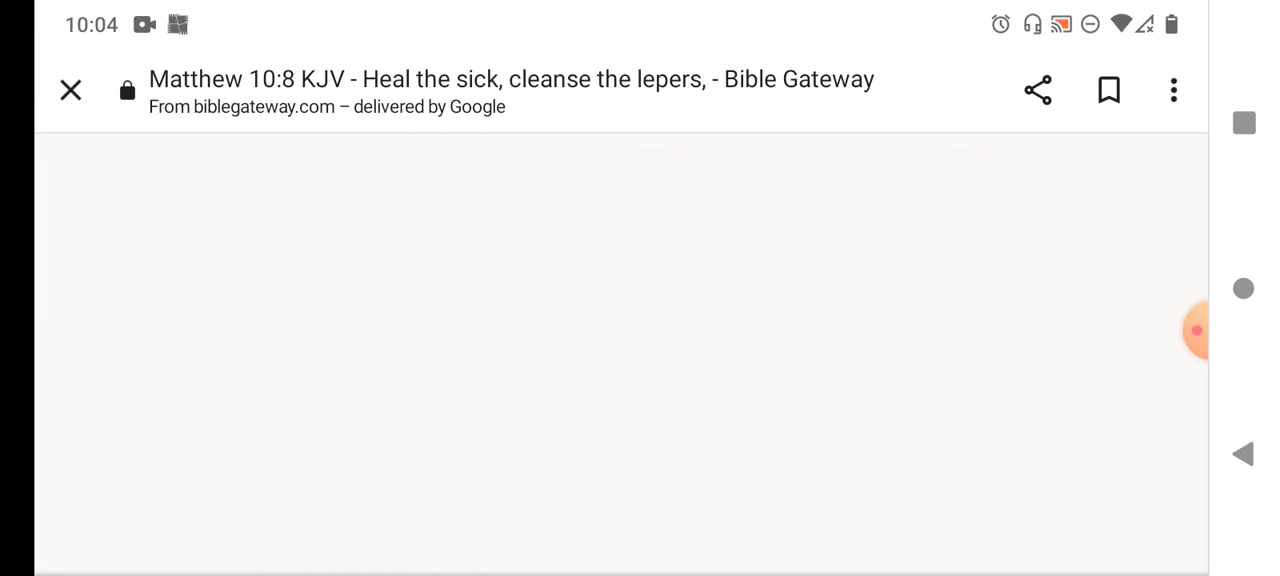 10:04
Matthew 10:8 KJV - Heal the sick, cleanse the lepers, - Bible Gateway
From biblegateway.com – delivered by Google